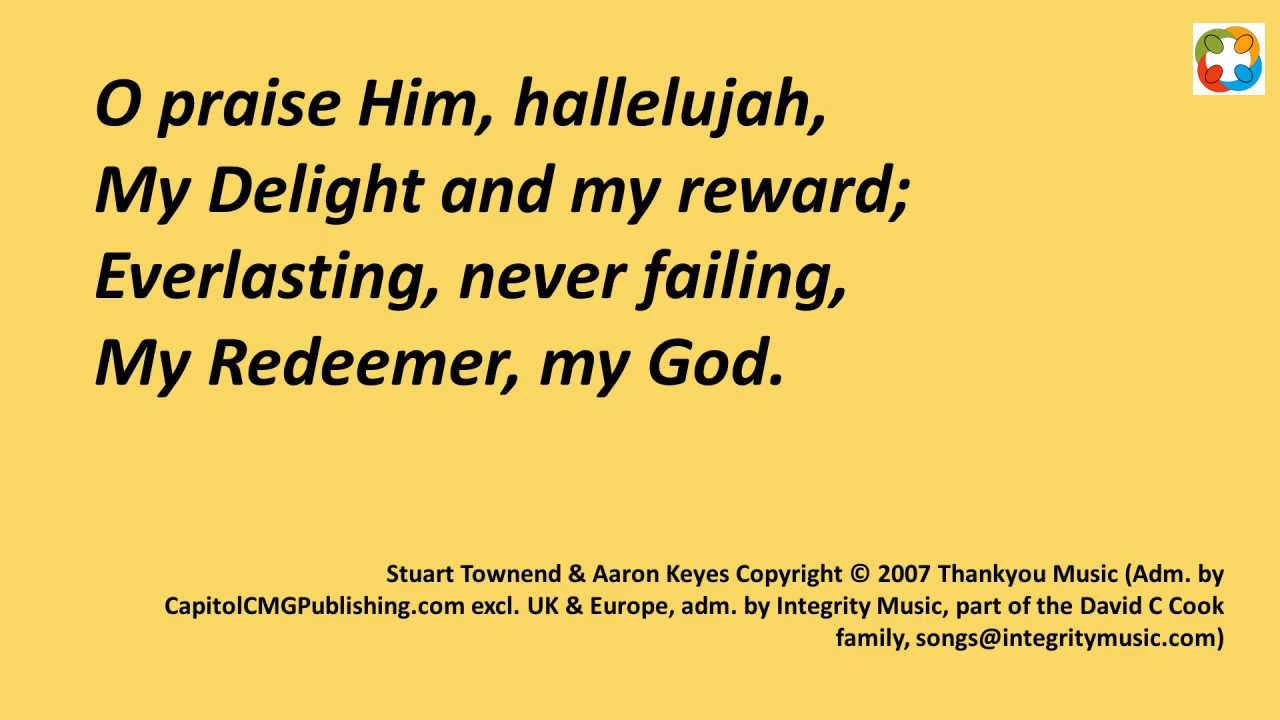 O praise Him, hallelujah,
My Delight and my reward;
Everlasting, never failing,
My Redeemer, my God.
Stuart Townend & Aaron Keyes Copyright © 2007 Thankyou Music (Adm. by
CapitolCMGPublishing.com excl. UK & Europe, adm. by Integrity Music, part of the David C Cook
family, songs@integritymusic.com)